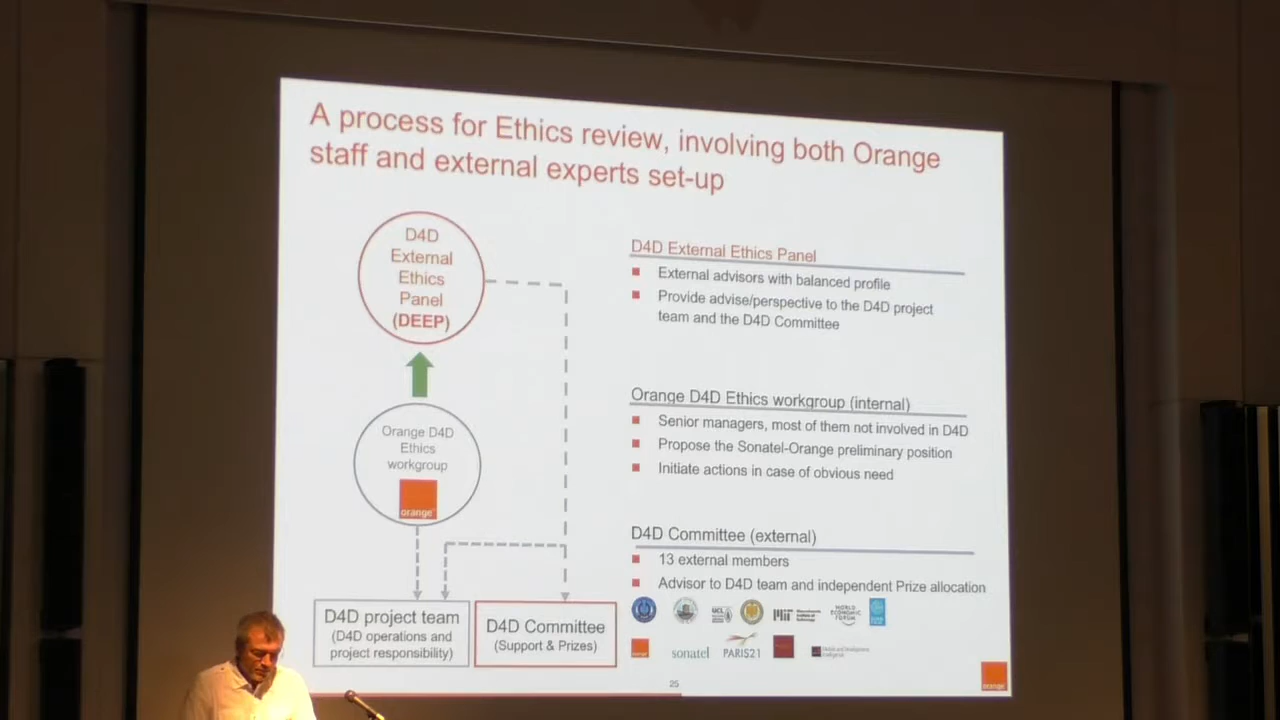 A process for Ethics review, involving both Orange
staff and external experts set-up
D4D
External
Ethics
Panel
(DEEP)
Orange D4D
Ethics
workgroup
orange
D4D project team
(D4D operations and
project responsibility)
D4D Committee
(Support & Prizes)
D4D External Ethics Panel
External advisors with balanced profile
Provide advise/perspective to the D4D project
team and the D4D Committee
Orange D4D Ethics workgroup (internal)
Senior managers, most of them not involved in D4D
Propose the Sonatel-Orange preliminary position
Initiate actions in case of obvious need
D4D Committee (external)
13 external members
Advisor to D4D team and independent Prize allocation
UCL
WORLD
ECONOMIC
FORUM
sonatel
PARIS21
25